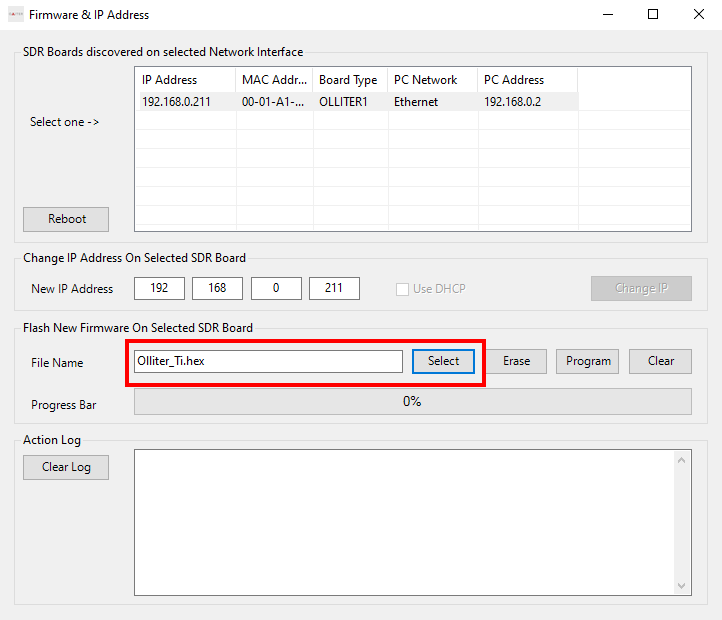 Firmware & IP Address
SDR Boards discovered on selected Network Interface
IP Address MAC Addr... Board Type PC Network PC Address
192.168.0.211 00-01-A1-... OLLITER1 Ethernet 192.168.0.2
Select one ->
Reboot
Change IP Address On Selected SDR Board
New IP Address 192 168 0 211 Use DHCP Change IP
Flash New Firmware On Selected SDR Board
File Name Olliter_Ti.hex Select Erase Program Clear
Progress Bar 0%
Action Log
Clear Log